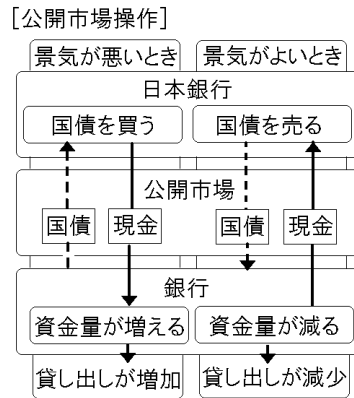 [公開市場操作]
景気が悪いとき 景気がよいとき
日本銀行
国債を買う 国債を売る
公開市場
国債 現金 国債 現金
銀行
資金量が増える 資金量が減る
貸し出しが増加 貸し出しが減少